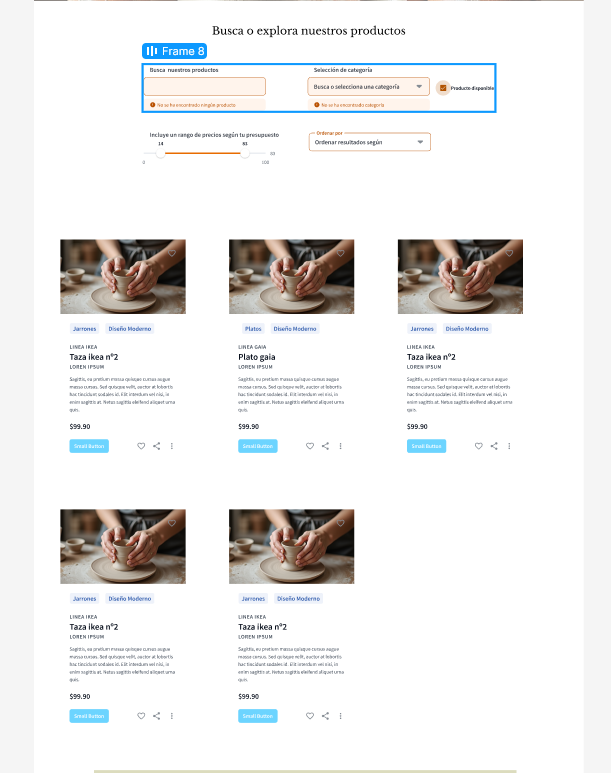 Busca o explora nuestros productos
Frame 8
Busca nuestros productos
Selección de categoría
Busca o selecciona una categoría
Producto disponible
No se ha encontrado ningún producto
No se ha encontrado categoría
Incluye un rango de precios según tu presupuesto
14 83
83
0 100
Ordenar por
Ordenar resultados según
Jarrones Diseño Moderno
LINEA IKEA
Taza ikea nº2
LOREN IPSUM
Sagittis, eu pretium massa quisque cursus augue
massa cursus. Sed quisque velit, auctor at lobortis
hac tincidunt sodales id. Elit interdum vel nisi, in
enim sagittis at. Netus sagittis eleifend aliquet urna
quis.
$99.90
Small Button
Platos Diseño Moderno
LINEA GAIA
Plato gaia
LOREN IPSUM
Sagittis, eu pretium massa quisque cursus augue
massa cursus. Sed quisque velit, auctor at lobortis
hac tincidunt sodales id. Elit interdum vel nisi, in
enim sagittis at. Netus sagittis eleifend aliquet urna
quis.
$99.90
Small Button
Jarrones Diseño Moderno
LINEA IKEA
Taza ikea nº2
LOREN IPSUM
Sagittis, eu pretium massa quisque cursus augue
massa cursus. Sed quisque velit, auctor at lobortis
hac tincidunt sodales id. Elit interdum vel nisi, in
enim sagittis at. Netus sagittis eleifend aliquet urna
quis.
$99.90
Small Button
Jarrones Diseño Moderno
LINEA IKEA
Taza ikea nº2
LOREN IPSUM
Sagittis, eu pretium massa quisque cursus augue
massa cursus. Sed quisque velit, auctor at lobortis
hac tincidunt sodales id. Elit interdum vel nisi, in
enim sagittis at. Netus sagittis eleifend aliquet urna
quis.
$99.90
Small Button
Jarrones Diseño Moderno
LINEA IKEA
Taza ikea nº2
LOREN IPSUM
Sagittis, eu pretium massa quisque cursus augue
massa cursus. Sed quisque velit, auctor at lobortis
hac tincidunt sodales id. Elit interdum vel nisi, in
enim sagittis at. Netus sagittis eleifend aliquet urna
quis.
$99.90
Small Button